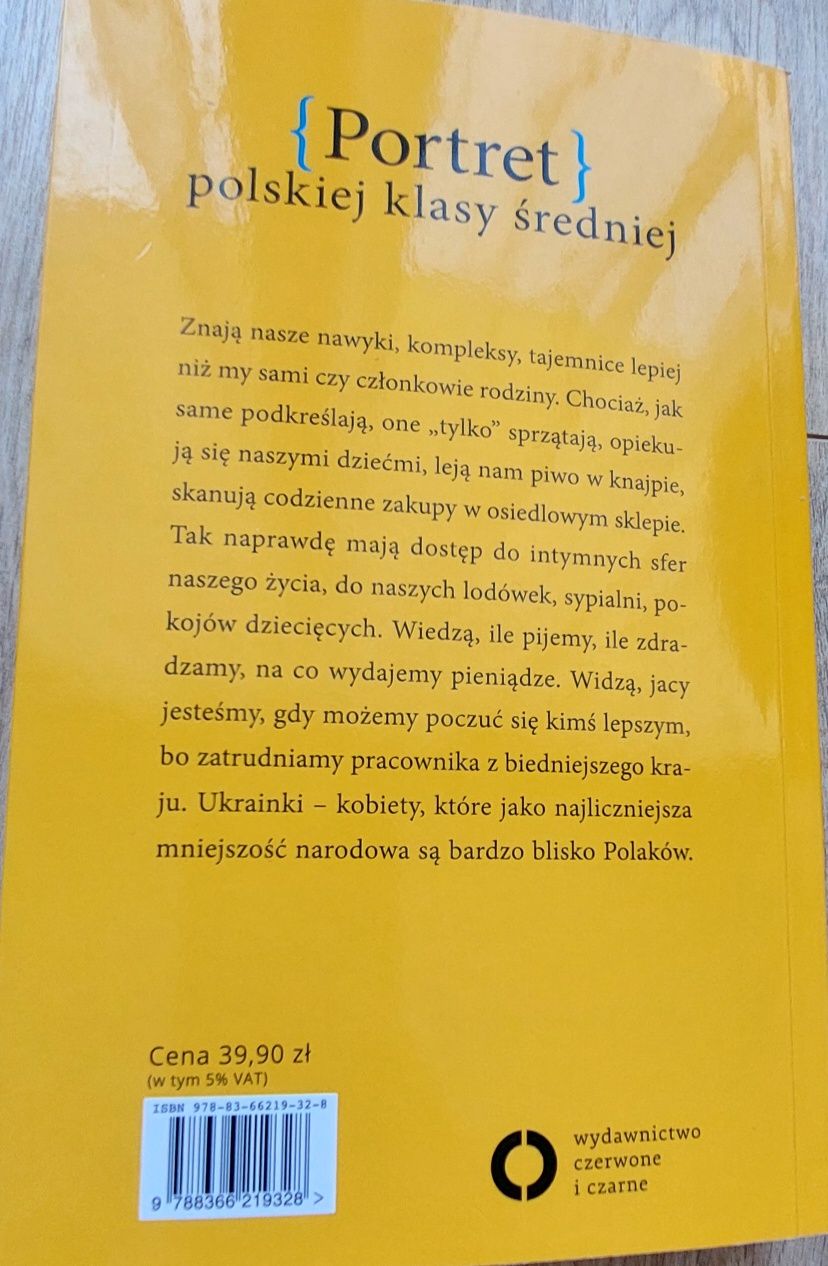 {Portret}
polskiej klasy średniej
Znają nasze nawyki, kompleksy, tajemnice lepiej
niż my sami czy członkowie rodziny. Chociaż, jak
same podkreślają, one „tylko” sprzątają, opieku-
ją się naszymi dziećmi, leją nam piwo w knajpie,
skanują codzienne zakupy w osiedlowym sklepie.
Tak naprawdę mają dostęp do intymnych sfer
naszego życia, do naszych lodówek, sypialni, po-
kojów dziecięcych. Wiedzą, ile pijemy, ile zdra-
dzamy, na co wydajemy pieniądze. Widzą, jacy
jesteśmy, gdy możemy poczuć się kimś lepszym,
bo zatrudniamy pracownika z biedniejszego kra-
ju. Ukrainki – kobiety, które jako najliczniejsza
mniejszość narodowa są bardzo blisko Polaków.
Cena 39,90 zł
(w tym 5% VAT)
ISBN 978-83-66219-32-8
9 788366 219328 >
wydawnictwo
czerwone
i czarne